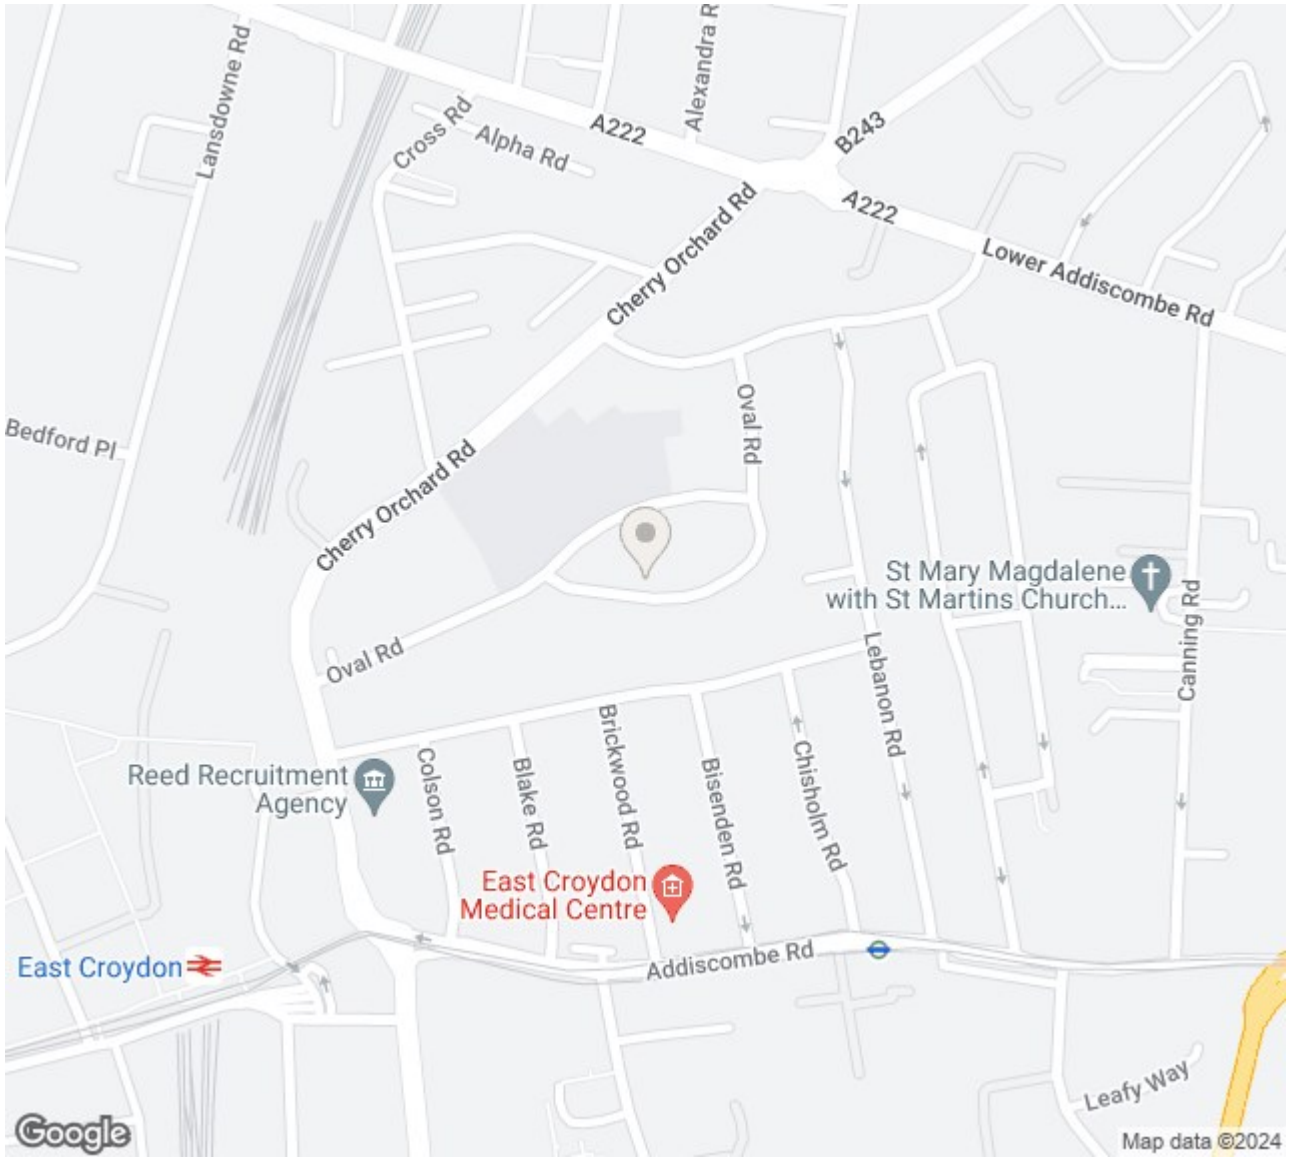 Lansdowne Rd
Alexandra R
Cross Rd
Alpha Rd
A222
B243
A222
Lower Addiscombe Rd
Cherry Orchard Rd
Bedford Pl
Cherry Orchard Rd
Oval Rd
St Mary Magdalene
with St Martins Church...
Canning Rd
Oval Rd
Lebanon Rd
Reed Recruitment
Agency
Colson Rd
Blake Rd
Brickwood Rd
Bisenden Rd
Chisholm Rd
East Croydon
Medical Centre
East Croydon
Addiscombe Rd
Leafy Way
Google
Map data ©2024